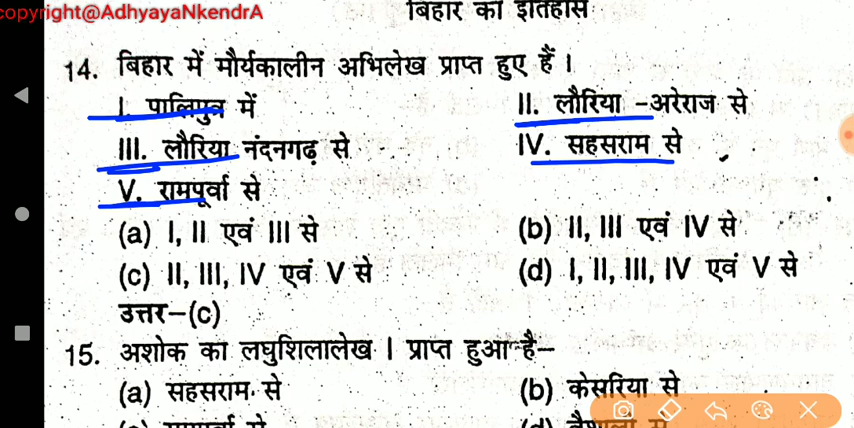 copyright@AdhyayaNkendrA
बिहार का इतिहास
14. बिहार में मौर्यकालीन अभिलेख प्राप्त हुए हैं ।
I. पालिपुत्र में II. लौरिया -अरेराज से
III. लौरिया नंदनगढ़ से IV. सहसराम से
V. रामपूर्वा से
(a) I, II एवं III से (b) II, III एवं IV से
(c) II, III, IV एवं V से (d) I, II, III, IV एवं V से
उत्तर–(c)
15. अशोक का लघुशिलालेख I प्राप्त हुआ है–
(a) सहसराम से (b) केसरिया से